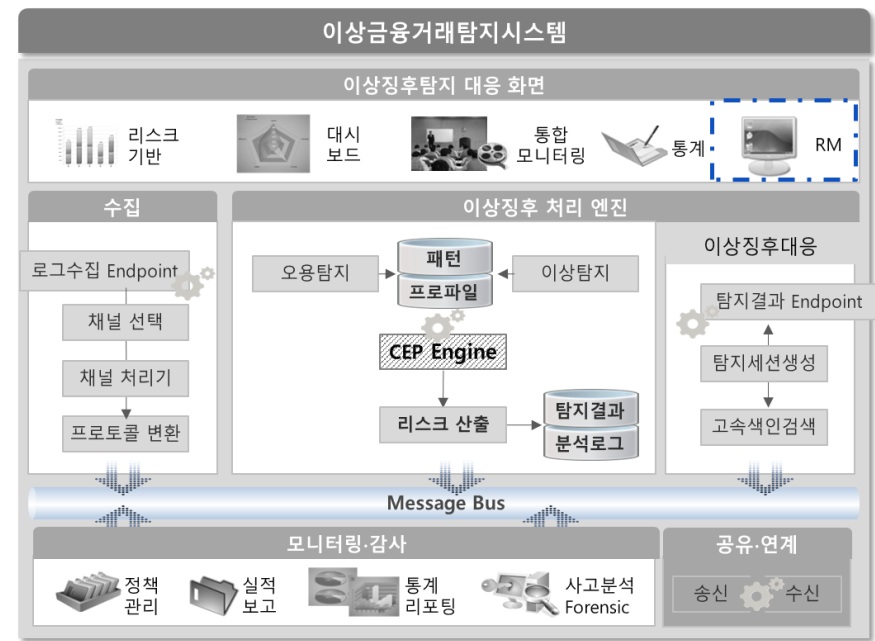 이상금융거래탐지시스템
이상징후탐지 대응 화면
리스크
기반
대시
보드
통합
모니터링
통계
RM
수집
로그수집 Endpoint
채널 선택
채널 처리기
프로토콜 변환
이상징후 처리 엔진
오용탐지
패턴
프로파일
이상탐지
CEP Engine
리스크 산출
탐지결과
분석로그
이상징후대응
탐지결과 Endpoint
탐지세션생성
고속색인검색
Message Bus
모니터링·감사
정책
관리
실적
보고
통계
리포팅
사고분석
Forensic
공유·연계
송신
수신